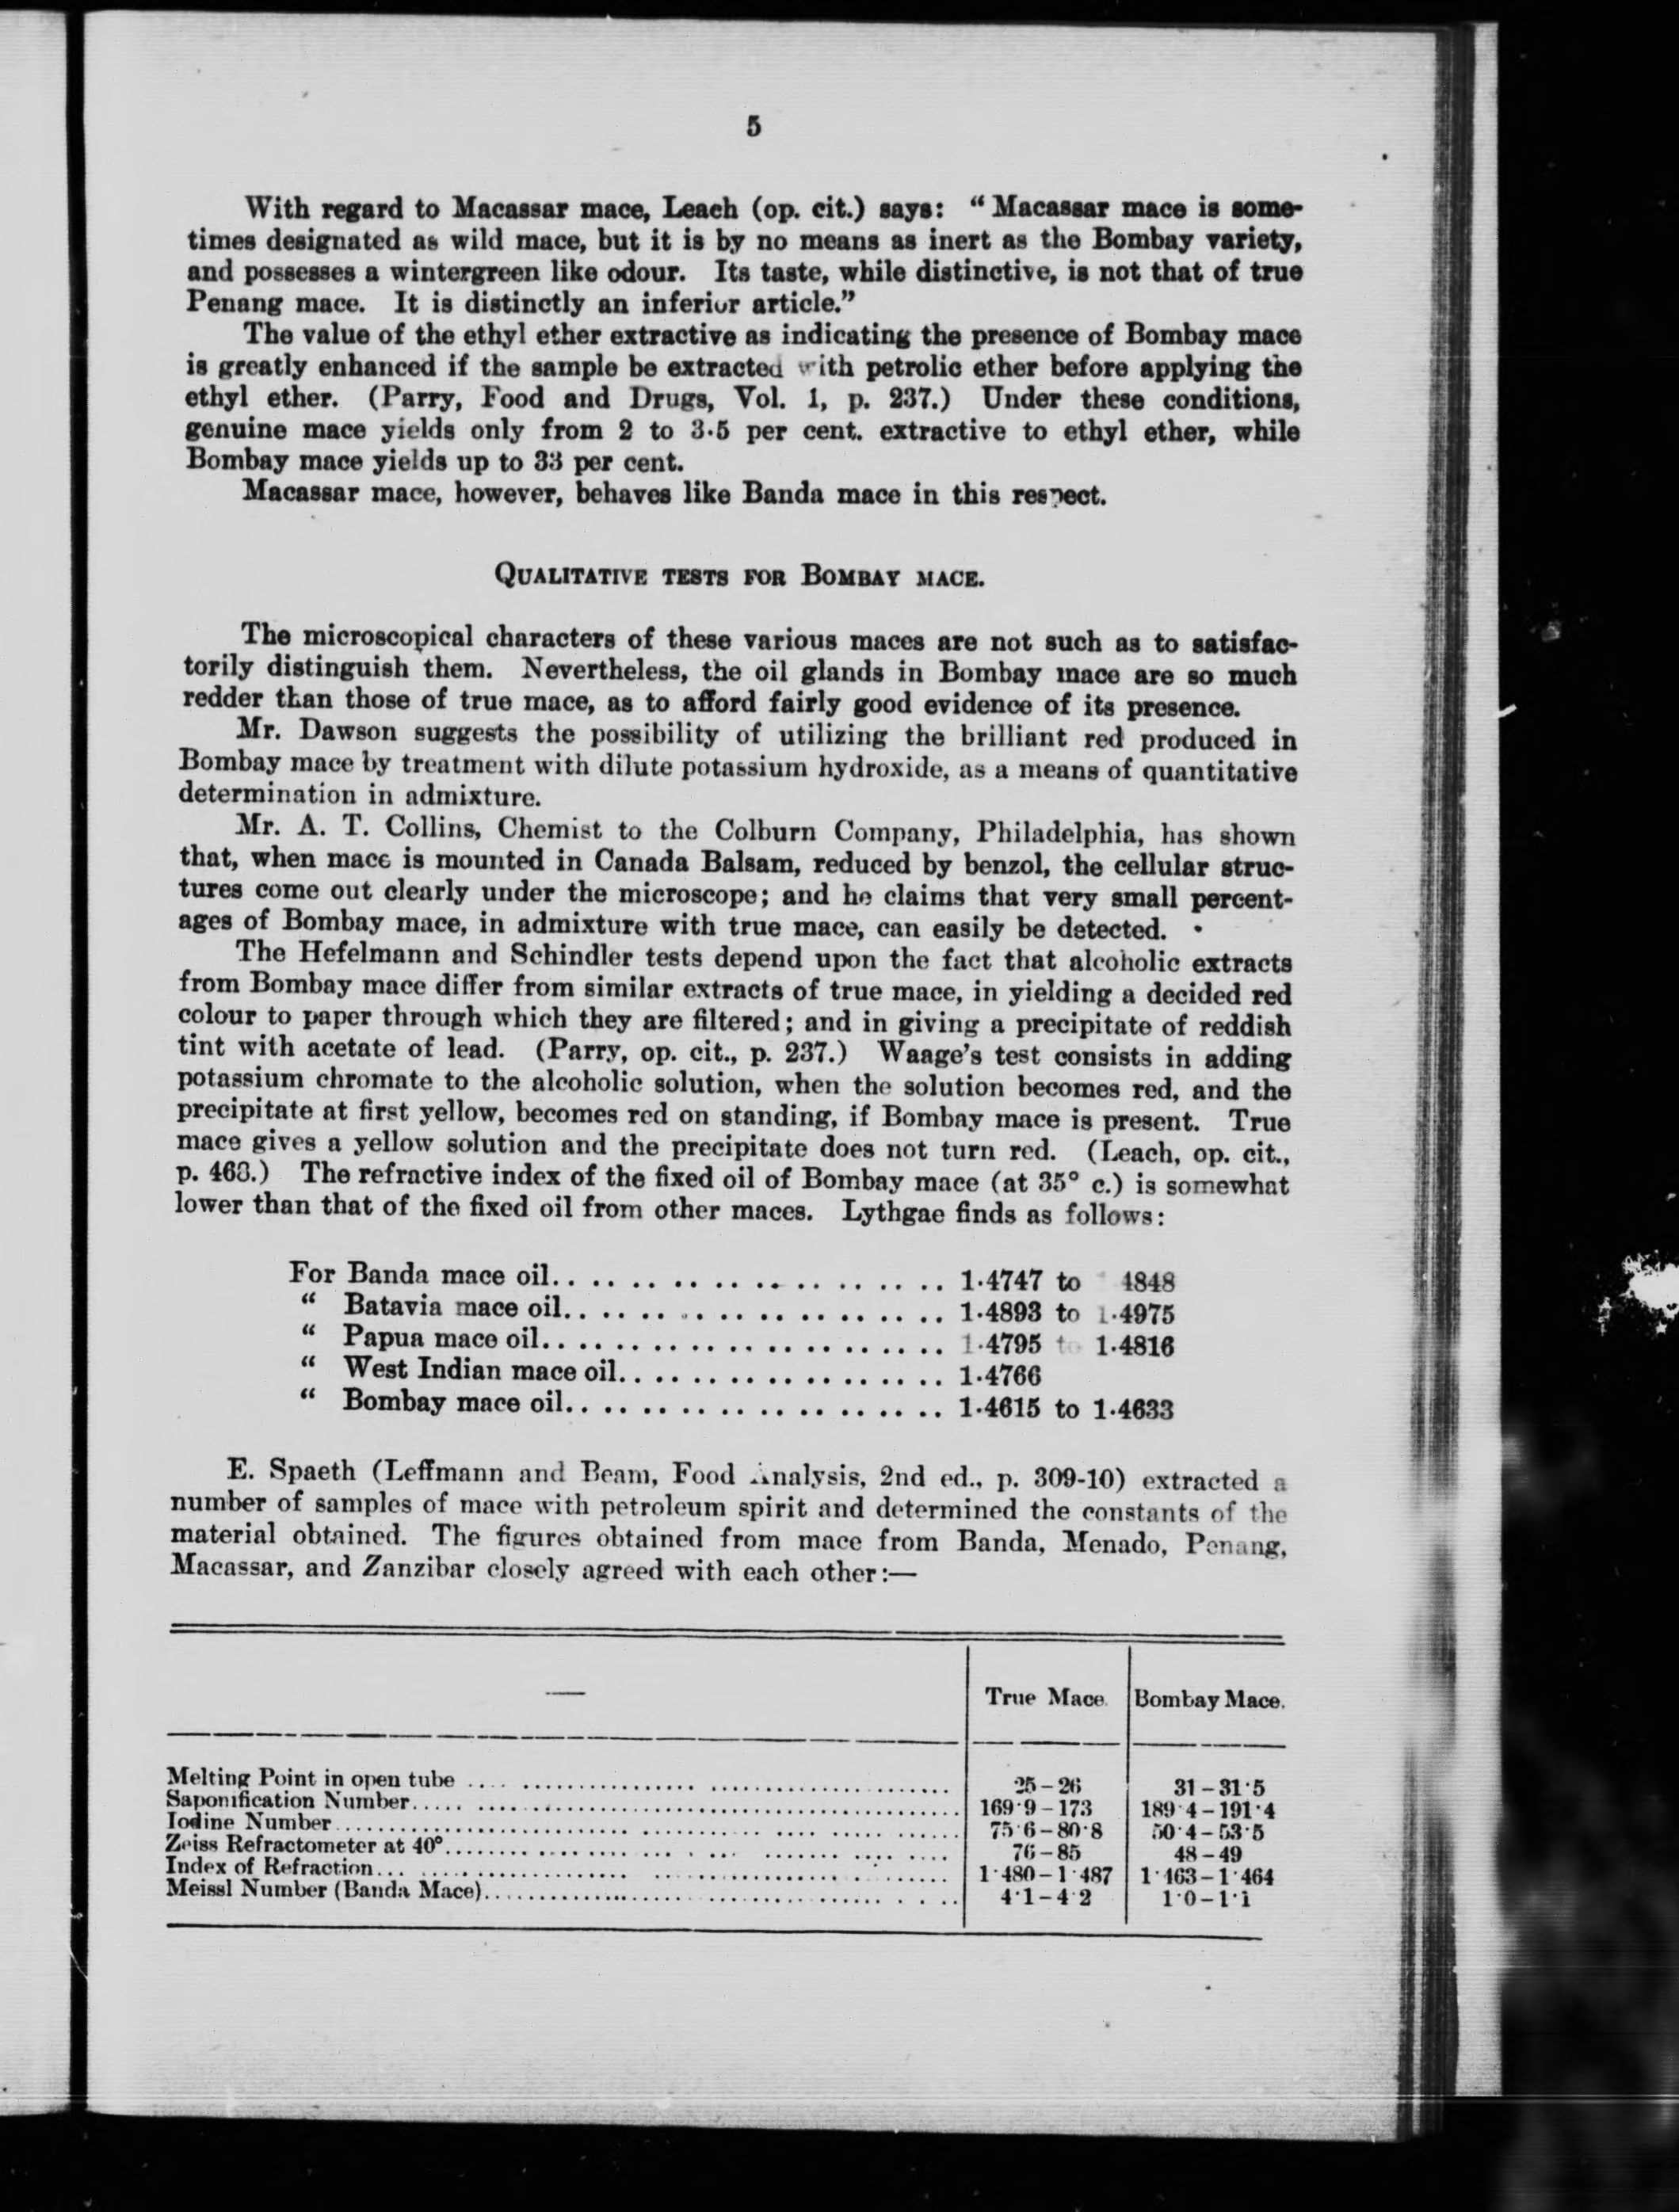 5
With regard to Macassar mace, Leach (op. cit.) says: “ Macassar mace is some-
times designated as wild mace, but it is by no means as inert as the Bombay variety,
and possesses a wintergreen like odour. Its taste, while distinctive, is not that of true
Penang mace. It is distinctly an inferior article.”
The value of the ethyl ether extractive as indicating the presence of Bombay mace
is greatly enhanced if the sample be extracted with petrolic ether before applying the
ethyl ether. (Parry, Food and Drugs, Vol. 1, p. 237.) Under these conditions,
genuine mace yields only from 2 to 3·5 per cent. extractive to ethyl ether, while
Bombay mace yields up to 33 per cent.
Macassar mace, however, behaves like Banda mace in this respect.
QUALITATIVE TESTS FOR BOMBAY MACE.
The microscopical characters of these various maces are not such as to satisfac-
torily distinguish them. Nevertheless, the oil glands in Bombay mace are so much
redder than those of true mace, as to afford fairly good evidence of its presence.
Mr. Dawson suggests the possibility of utilizing the brilliant red produced in
Bombay mace by treatment with dilute potassium hydroxide, as a means of quantitative
determination in admixture.
Mr. A. T. Collins, Chemist to the Colburn Company, Philadelphia, has shown
that, when mace is mounted in Canada Balsam, reduced by benzol, the cellular struc-
tures come out clearly under the microscope; and he claims that very small percent-
ages of Bombay mace, in admixture with true mace, can easily be detected.
The Hefelmann and Schindler tests depend upon the fact that alcoholic extracts
from Bombay mace differ from similar extracts of true mace, in yielding a decided red
colour to paper through which they are filtered; and in giving a precipitate of reddish
tint with acetate of lead. (Parry, op. cit., p. 237.) Waage’s test consists in adding
potassium chromate to the alcoholic solution, when the solution becomes red, and the
precipitate at first yellow, becomes red on standing, if Bombay mace is present. True
mace gives a yellow solution and the precipitate does not turn red. (Leach, op. cit.,
p. The refractive index of the fixed oil of Bombay mace (at 35° c.) is somewhat
lower than that of the fixed oil from other maces. Lythgae finds as follows:
For Banda mace oil.. 1·4747 to 4848
“ Batavia mace oil.. 1·4893 to 1·4975
“ Papua mace oil.. 1·4795 to 1·4816
“ West Indian mace oil.. 1·4766
“ Bombay mace oil.. 1·4615 to 1·4633
E. Spaeth (Leffmann and Beam, Food Analysis, 2nd ed., p. 309-10) extracted a
number of samples of mace with petroleum spirit and determined the constants of the
material obtained. The figures obtained from mace from Banda, Menado, Penang,
Macassar, and Zanzibar closely agreed with each other:—
— True Mace. Bombay Mace.
Melting Point in open tube .... 25–26 31–31·5
Saponification Number.... 169·9–173 189·4–191·4
Iodine Number.... 75·6–80·8 50·4–53·5
Zeiss Refractometer at 40°.... 76–85 48–49
Index of Refraction.... 1·480–1·487 1·463–1·464
Meissl Number (Banda Mace).... 4·1–4·2 1·0–1·1